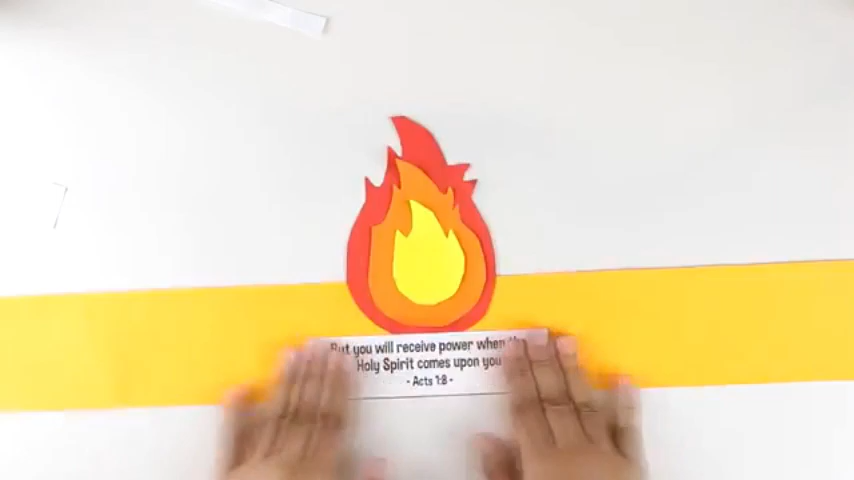 But you will receive power when
Holy Spirit comes upon you
- Acts 1:8 -